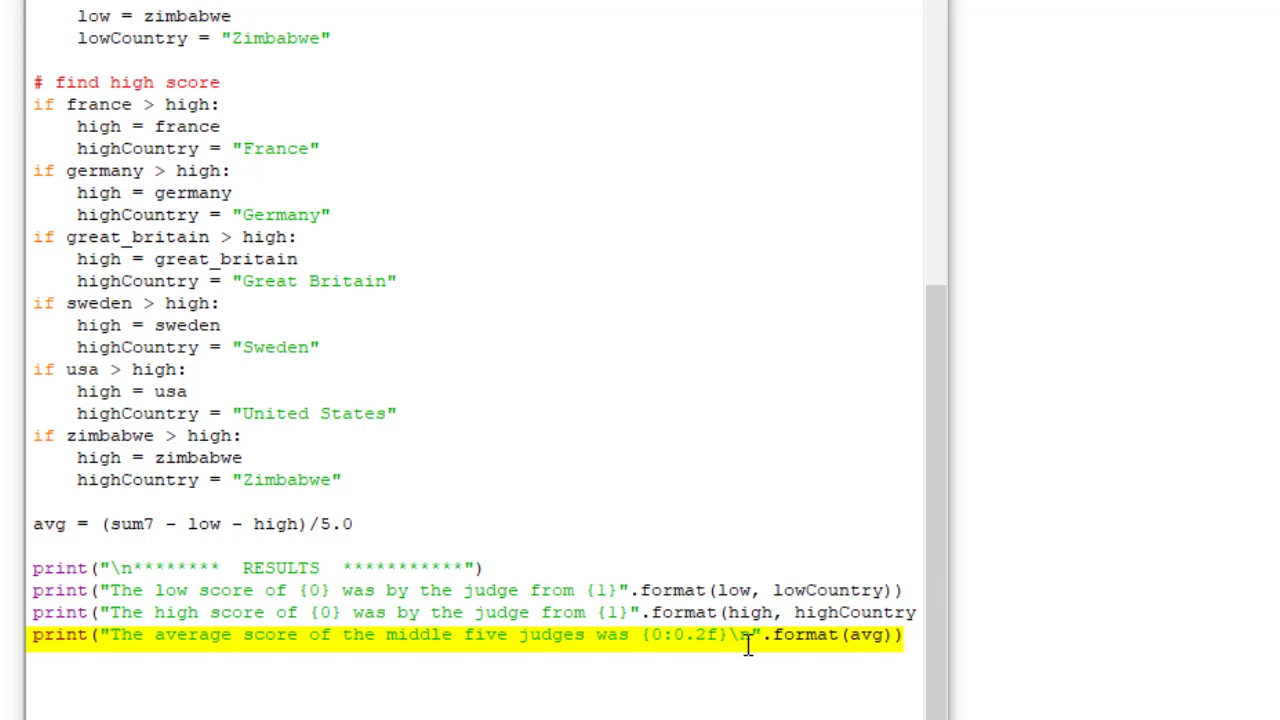 low = zimbabwe
    lowCountry = "Zimbabwe"

# find high score
if france > high:
    high = france
    highCountry = "France"
if germany > high:
    high = germany
    highCountry = "Germany"
if great_britain > high:
    high = great_britain
    highCountry = "Great Britain"
if sweden > high:
    high = sweden
    highCountry = "Sweden"
if usa > high:
    high = usa
    highCountry = "United States"
if zimbabwe > high:
    high = zimbabwe
    highCountry = "Zimbabwe"

avg = (sum7 - low - high)/5.0

print("\n********  RESULTS  ***********")
print("The low score of {0} was by the judge from {1}".format(low, lowCountry))
print("The high score of {0} was by the judge from {1}".format(high, highCountry
print("The average score of the middle five judges was {0:0.2f}\n".format(avg))